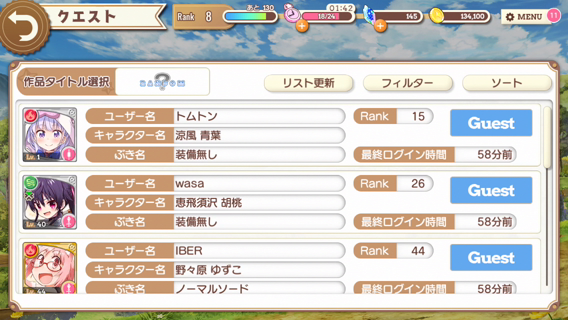 クエスト
Rank 8
あと 130
01:42
18/24
145
134,100
MENU
11
作品タイトル選択
RANDOM
リスト更新
フィルター
ソート
ユーザー名 トムトン
Rank 15
キャラクター名 涼風 青葉
Guest
ぶき名 装備無し
最終ログイン時間 58分前
Lv.1
ユーザー名 wasa
Rank 26
キャラクター名 恵飛須沢 胡桃
Guest
ぶき名 装備無し
最終ログイン時間 58分前
Lv.40
ユーザー名 IBER
Rank 44
キャラクター名 野々原 ゆずこ
Guest
ぶき名 ノーマルソード
最終ログイン時間 58分前